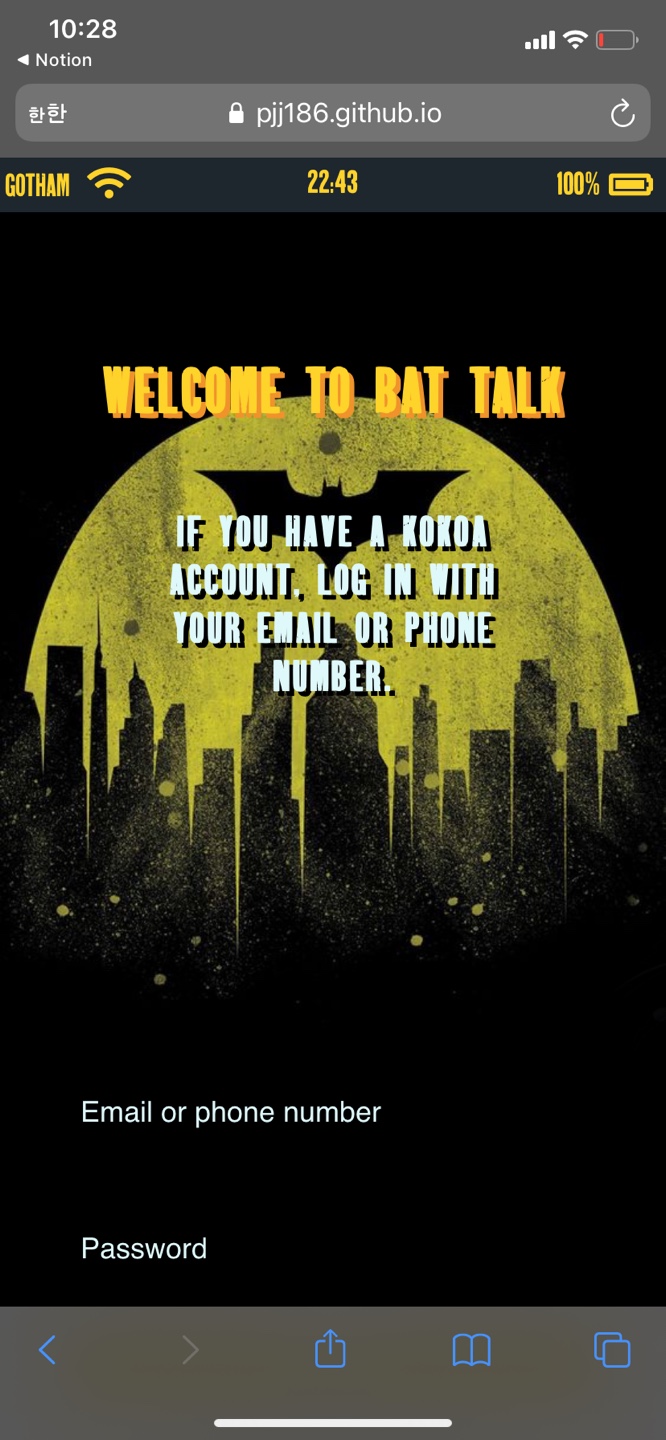 10:28
◀ Notion
한한 pjj186.github.io
GOTHAM 22:43 100%
WELCOME TO BAT TALK
IF YOU HAVE A KOKOA
ACCOUNT, LOG IN WITH
YOUR EMAIL OR PHONE
NUMBER.
Email or phone number
Password